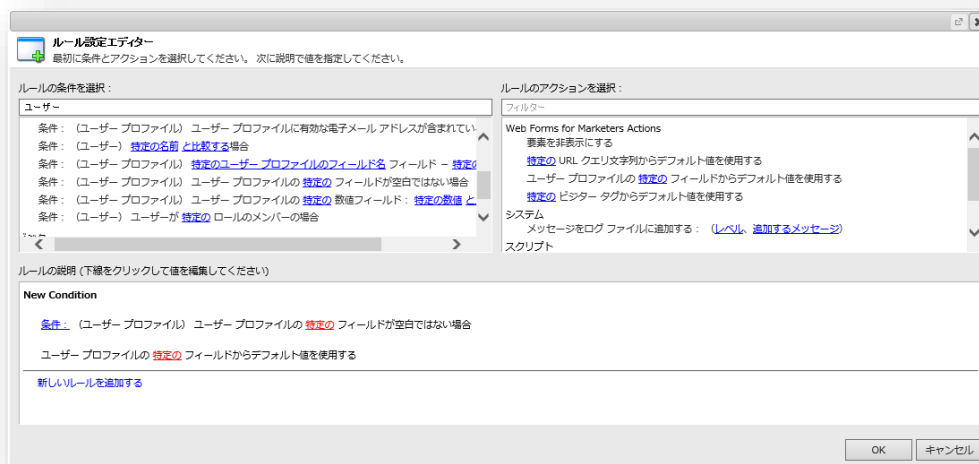 ルール設定エディター
最初に条件とアクションを選択してください。 次に説明で値を指定してください。
ルールの条件を選択：
ユーザー
条件： （ユーザー プロファイル） ユーザー プロファイルに有効な電子メール アドレスが含まれてい
条件： （ユーザー） 特定の名前 と比較する場合
条件： （ユーザー プロファイル） 特定のユーザー プロファイルのフィールド名 フィールド － 特定の
条件： （ユーザー プロファイル） ユーザー プロファイルの 特定の フィールドが空白ではない場合
条件： （ユーザー プロファイル） ユーザー プロファイルの 特定の 数値フィールド： 特定の数値 と
条件： （ユーザー） ユーザーが 特定の ロールのメンバーの場合
ルールのアクションを選択：
フィルター
Web Forms for Marketers Actions
要素を非表示にする
特定の URL クエリ文字列からデフォルト値を使用する
ユーザー プロファイルの 特定の フィールドからデフォルト値を使用する
特定の ビジター タグからデフォルト値を使用する
システム
メッセージをログ ファイルに追加する： （レベル、追加するメッセージ）
スクリプト
ルールの説明 (下線をクリックして値を編集してください)
New Condition
条件： （ユーザー プロファイル） ユーザー プロファイルの 特定の フィールドが空白ではない場合
ユーザー プロファイルの 特定の フィールドからデフォルト値を使用する
新しいルールを追加する
OK
キャンセル